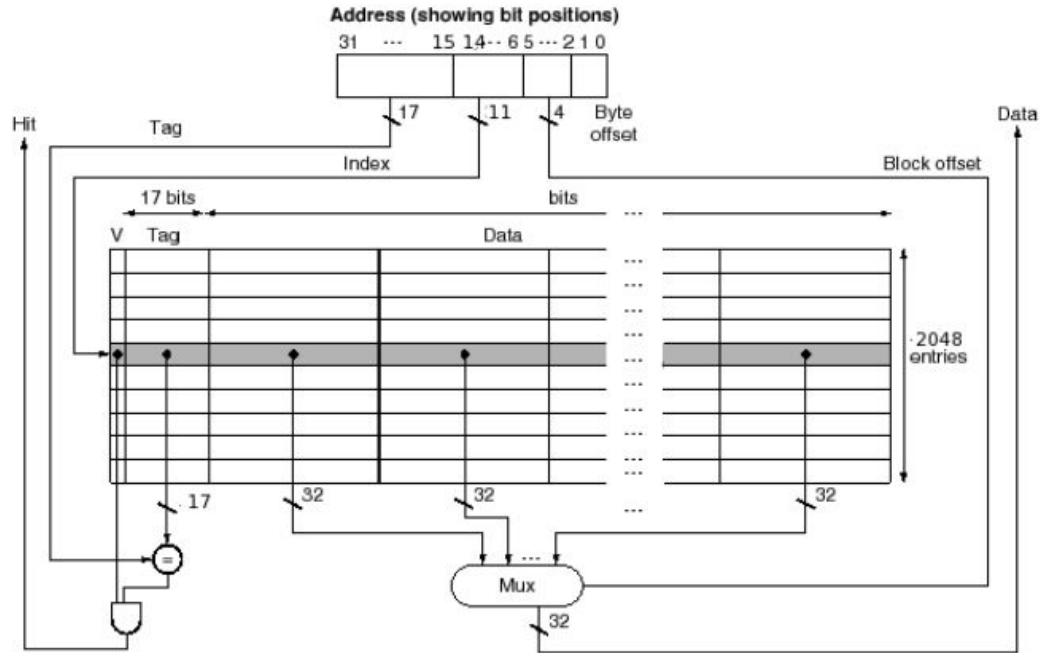 Address (showing bit positions)
31 --- 15 14 -- 6 5 --- 2 1 0
17 11 4 Byte offset
Hit
Tag
Data
Index
Block offset
17 bits
bits
---
V Tag Data
---
---
---
---
---
---
---
---
---
---
2048
entries
17 32 32 --- 32
=
---
Mux
32